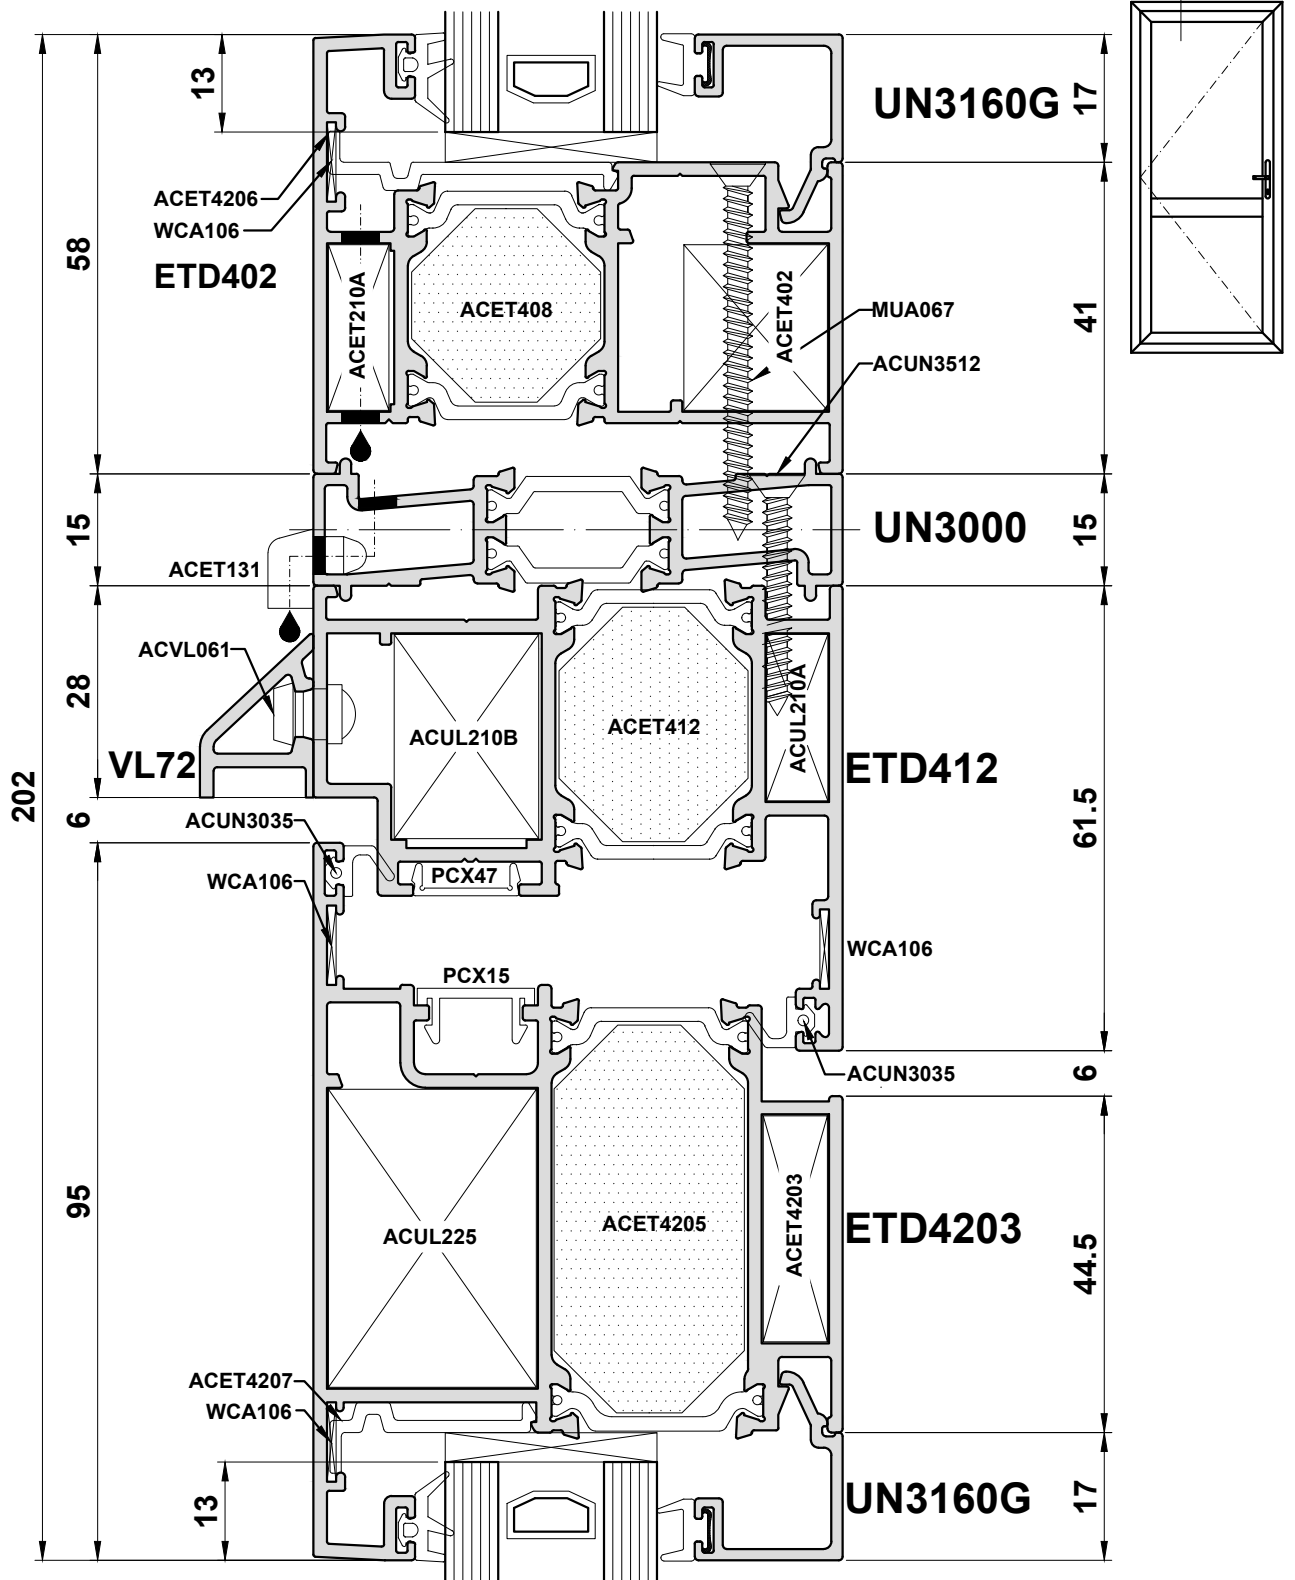 13
UN3160G
17
ACET4206
WCA106
58
ETD402
ACET210A
ACET408
ACET402
MUA067
41
ACUN3512
15
UN3000
15
ACET131
ACVL061
28
ACUL210B
ACET412
ACUL210A
VL72
ETD412
202
6
ACUN3035
61.5
WCA106
PCX47
WCA106
PCX15
ACUN3035
6
95
ACUL225
ACET4205
ACET4203
ETD4203
44.5
ACET4207
WCA106
13
UN3160G
17